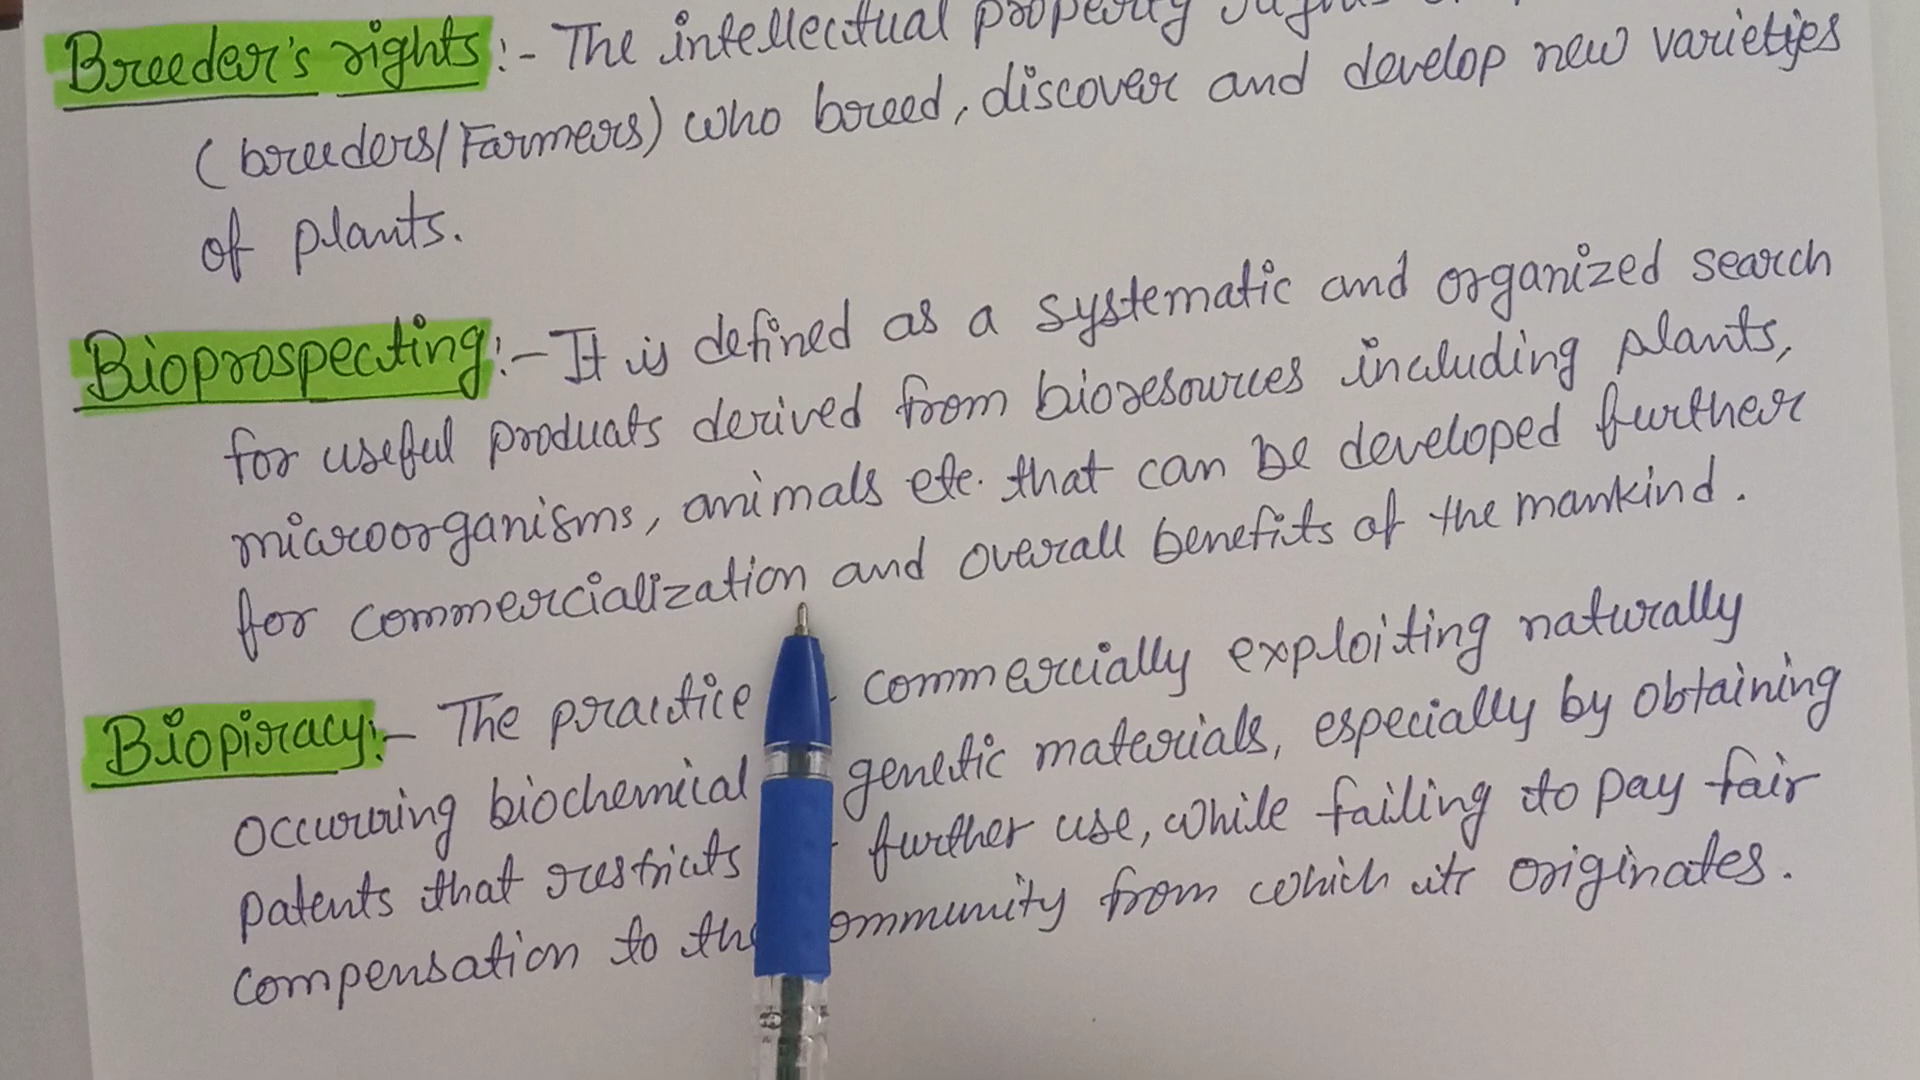 Breeder's rights:- The intellectual property
(breeders/Farmers) who breed, discover and develop new varieties
of plants.
Bioprospecting:- It is defined as a systematic and organized search
for useful products derived from bioresources including plants,
microorganisms, animals etc. that can be developed further
for commercialization and overall benefits of the mankind.
Biopiracy:- The practice commercially exploiting naturally
occurring biochemical genetic materials, especially by obtaining
patents that restricts further use, while failing to pay fair
compensation to the community from which its originates.